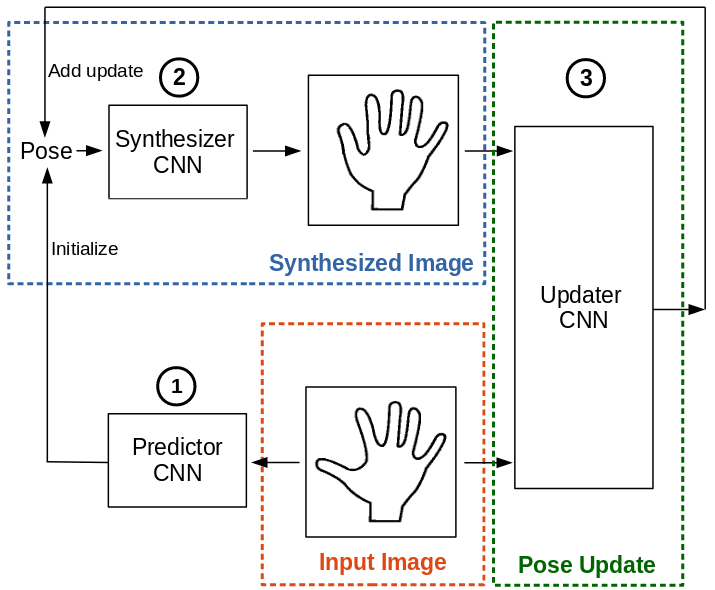 Add update
2
3
Pose
Synthesizer
CNN
Initialize
Synthesized Image
Updater
CNN
1
Predictor
CNN
Input Image
Pose Update